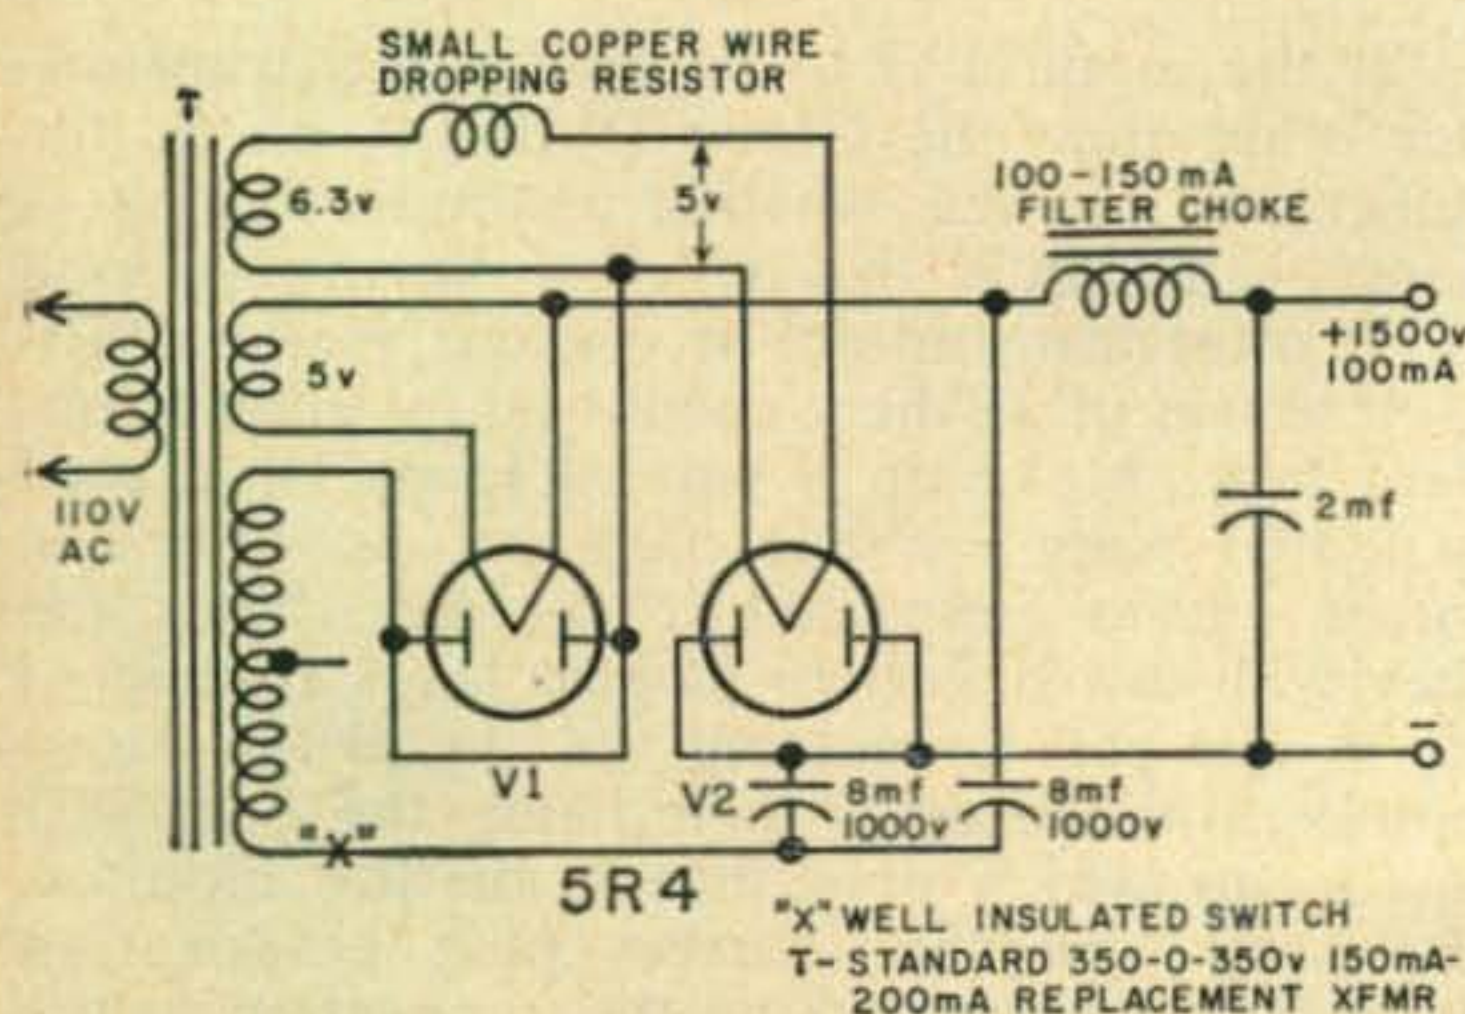 SMALL COPPER WIRE
DROPPING RESISTOR
T
6.3v
5v
100-150mA
FILTER CHOKE
+1500v
100mA
5v
110V
AC
2mf
V1
V2
8mf
1000v
8mf
1000v
-
"X"
5R4
"X" WELL INSULATED SWITCH
T- STANDARD 350-0-350v 150mA-
200mA REPLACEMENT XFMR